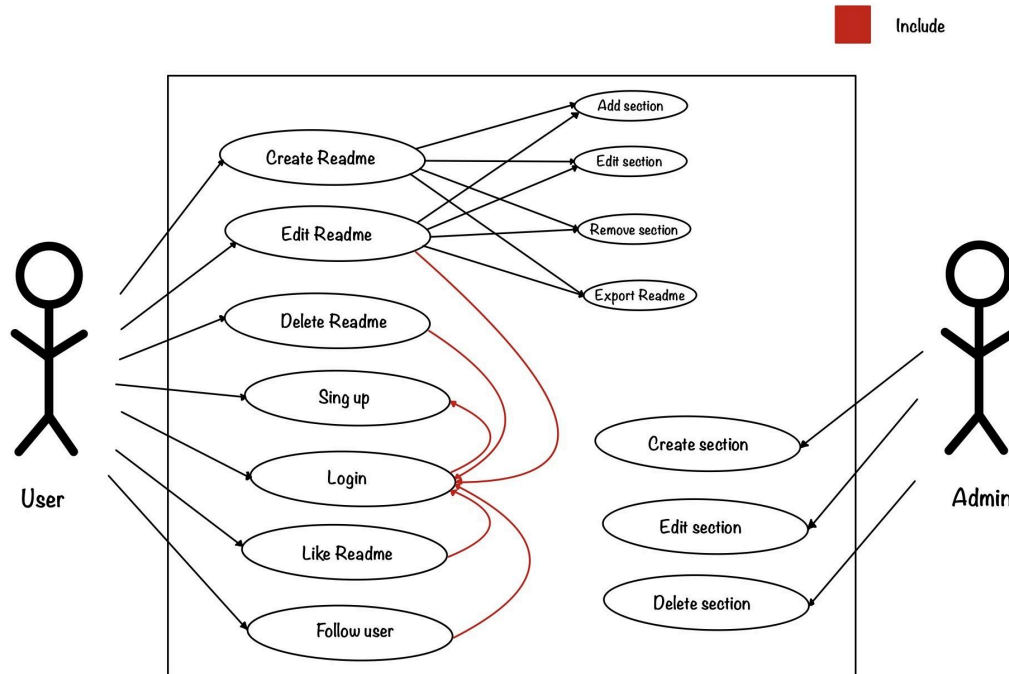 Include
Add section
Create Readme
Edit section
Edit Readme
Remove section
Export Readme
Delete Readme
Sing up
Create section
Login
User
Admin
Edit section
Like Readme
Delete section
Follow user